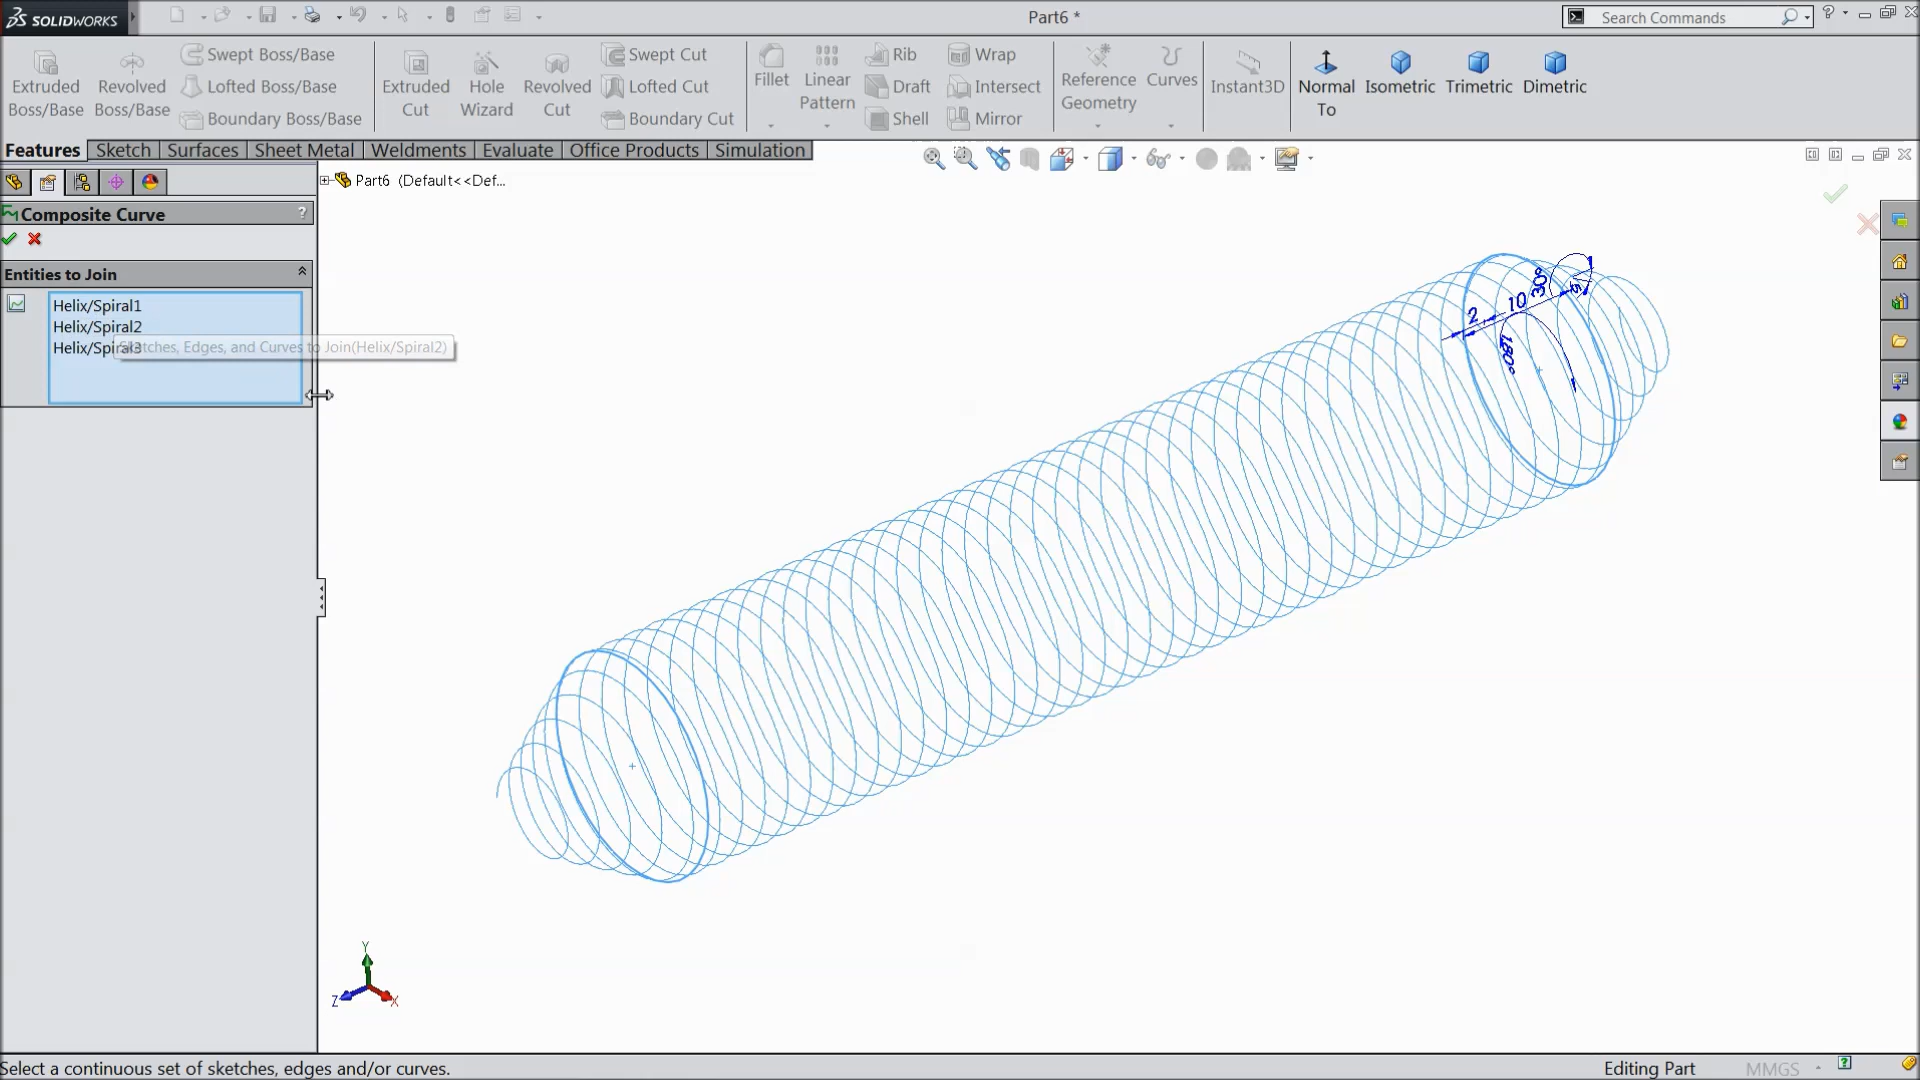 SOLIDWORKS
Part6 *
Search Commands
Extruded Boss/Base
Revolved Boss/Base
Swept Boss/Base
Lofted Boss/Base
Boundary Boss/Base
Extruded Cut
Hole Wizard
Revolved Cut
Swept Cut
Lofted Cut
Boundary Cut
Fillet
Linear Pattern
Rib
Draft
Shell
Wrap
Intersect
Mirror
Reference Geometry
Curves
Instant3D
Normal To
Isometric
Trimetric
Dimetric
Features
Sketch
Surfaces
Sheet Metal
Weldments
Evaluate
Office Products
Simulation
Part6 (Default<<Def...
Composite Curve
?
Entities to Join
Helix/Spiral1
Helix/Spiral2
Helix/Spiral3
Sketches, Edges, and Curves to Join(Helix/Spiral2)
2
10
30°
180°
Y
Z
X
Select a continuous set of sketches, edges and/or curves.
Editing Part
MMGS